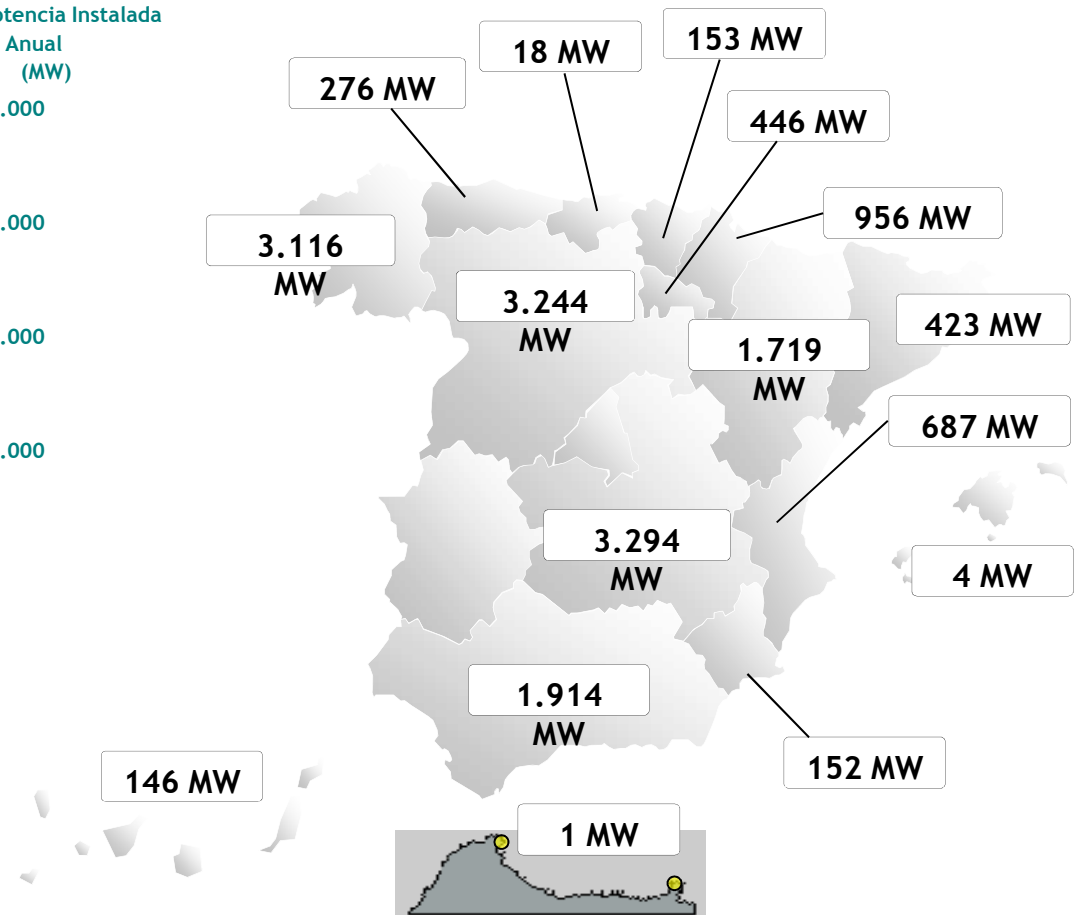 Instalada
Anual
(MW)
.000
.000
.000
.000
276 MW
18 MW
153 MW
446 MW
956 MW
3.116
MW
3.244
MW
1.719
MW
423 MW
687 MW
3.294
MW
4 MW
1.914
MW
152 MW
146 MW
1 MW